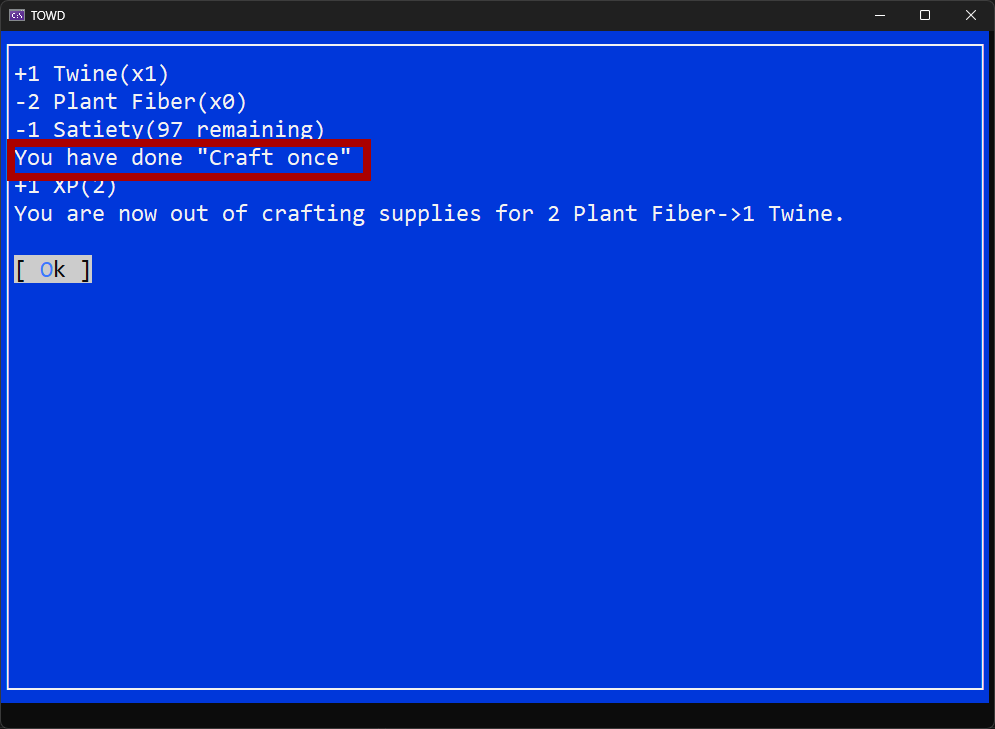 TOWD
+1 Twine(x1)
-2 Plant Fiber(x0)
-1 Satiety(97 remaining)
You have done "Craft once"
+1 XP(2)
You are now out of crafting supplies for 2 Plant Fiber->1 Twine.
[ Ok ]